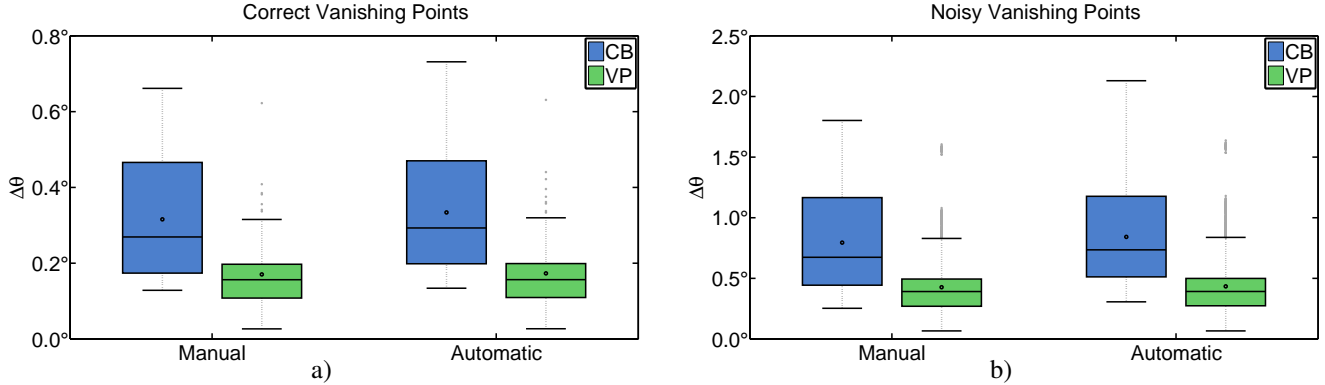 Correct Vanishing Points
0.8°
0.6°
0.4°
0.2°
0.0°
Δθ
CB
VP
Manual
Automatic
a)
Noisy Vanishing Points
2.5°
2.0°
1.5°
1.0°
0.5°
0.0°
Δθ
CB
VP
Manual
Automatic
b)